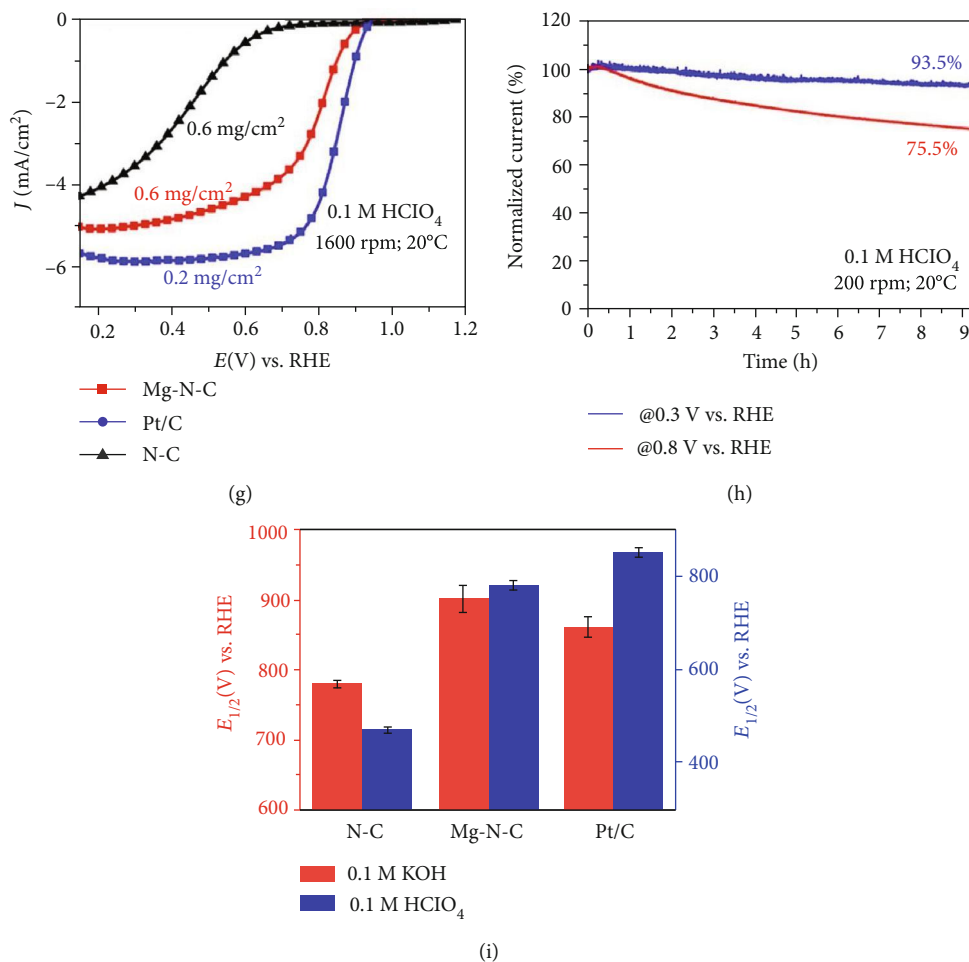 0
−2
−4
−6
J (mA/cm²)
0.6 mg/cm²
0.6 mg/cm²
0.2 mg/cm²
0.1 M HCIO₄
1600 rpm; 20°C
0.2 0.4 0.6 0.8 1.0 1.2
E(V) vs. RHE
Mg-N-C
Pt/C
N-C
(g)
120
100
80
60
40
20
0
Normalized current (%)
93.5%
75.5%
0.1 M HCIO₄
200 rpm; 20°C
0 1 2 3 4 5 6 7 8 9
Time (h)
@0.3 V vs. RHE
@0.8 V vs. RHE
(h)
1000
900
800
700
600
E₁/₂(V) vs. RHE
800
600
400
E₁/₂(V) vs. RHE
N-C Mg-N-C Pt/C
0.1 M KOH
0.1 M HCIO₄
(i)